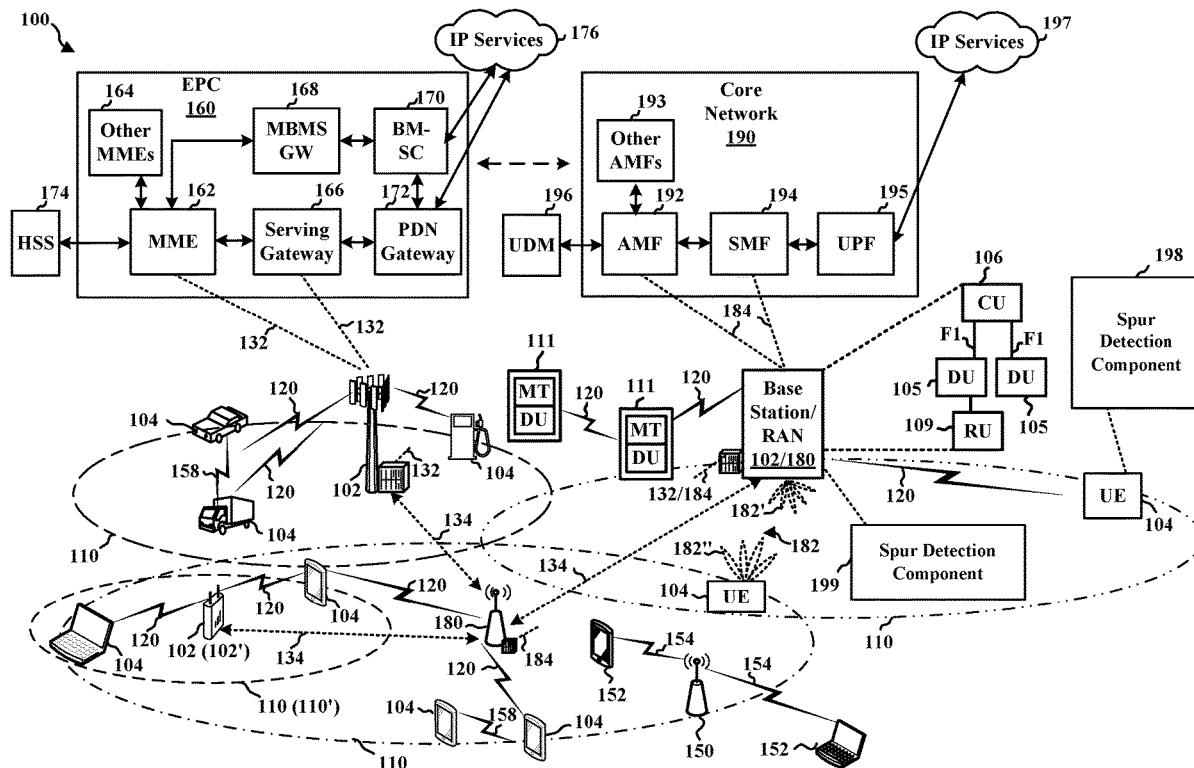 100
IP Services
176
IP Services
197
EPC
160
164
Other
MMEs
168
MBMS
GW
170
BM-
SC
Core
Network
190
193
Other
AMFs
174
HSS
162
MME
166
Serving
Gateway
172
PDN
Gateway
196
UDM
192
AMF
194
SMF
195
UPF
198
Spur
Detection
Component
106
CU
F1
F1
DU
DU
105
105
109
RU
132
132
184
111
MT
DU
120
111
MT
DU
120
Base
Station/
RAN
102/180
132/184
182'
120
UE
104
104
120
120
158
120
104
102
132
104
110
134
182
182"
104
UE
134
199
Spur Detection
Component
110
120
120
104
120
104
102 (102')
134
180
184
120
110 (110')
104
158
104
110
152
154
154
150
152